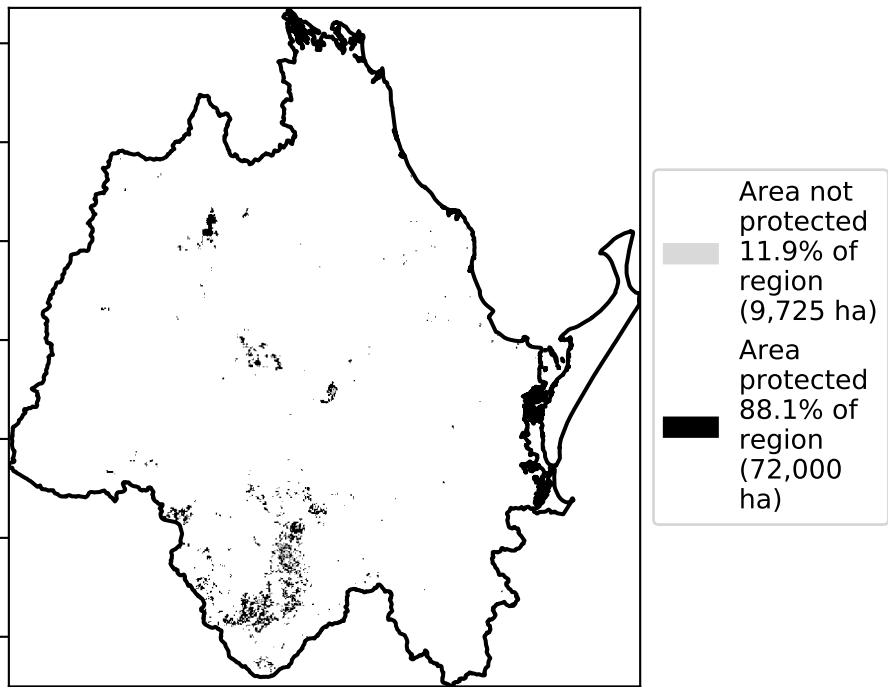 Area not
protected
11.9% of
region
(9,725 ha)
Area
protected
88.1% of
region
(72,000
ha)